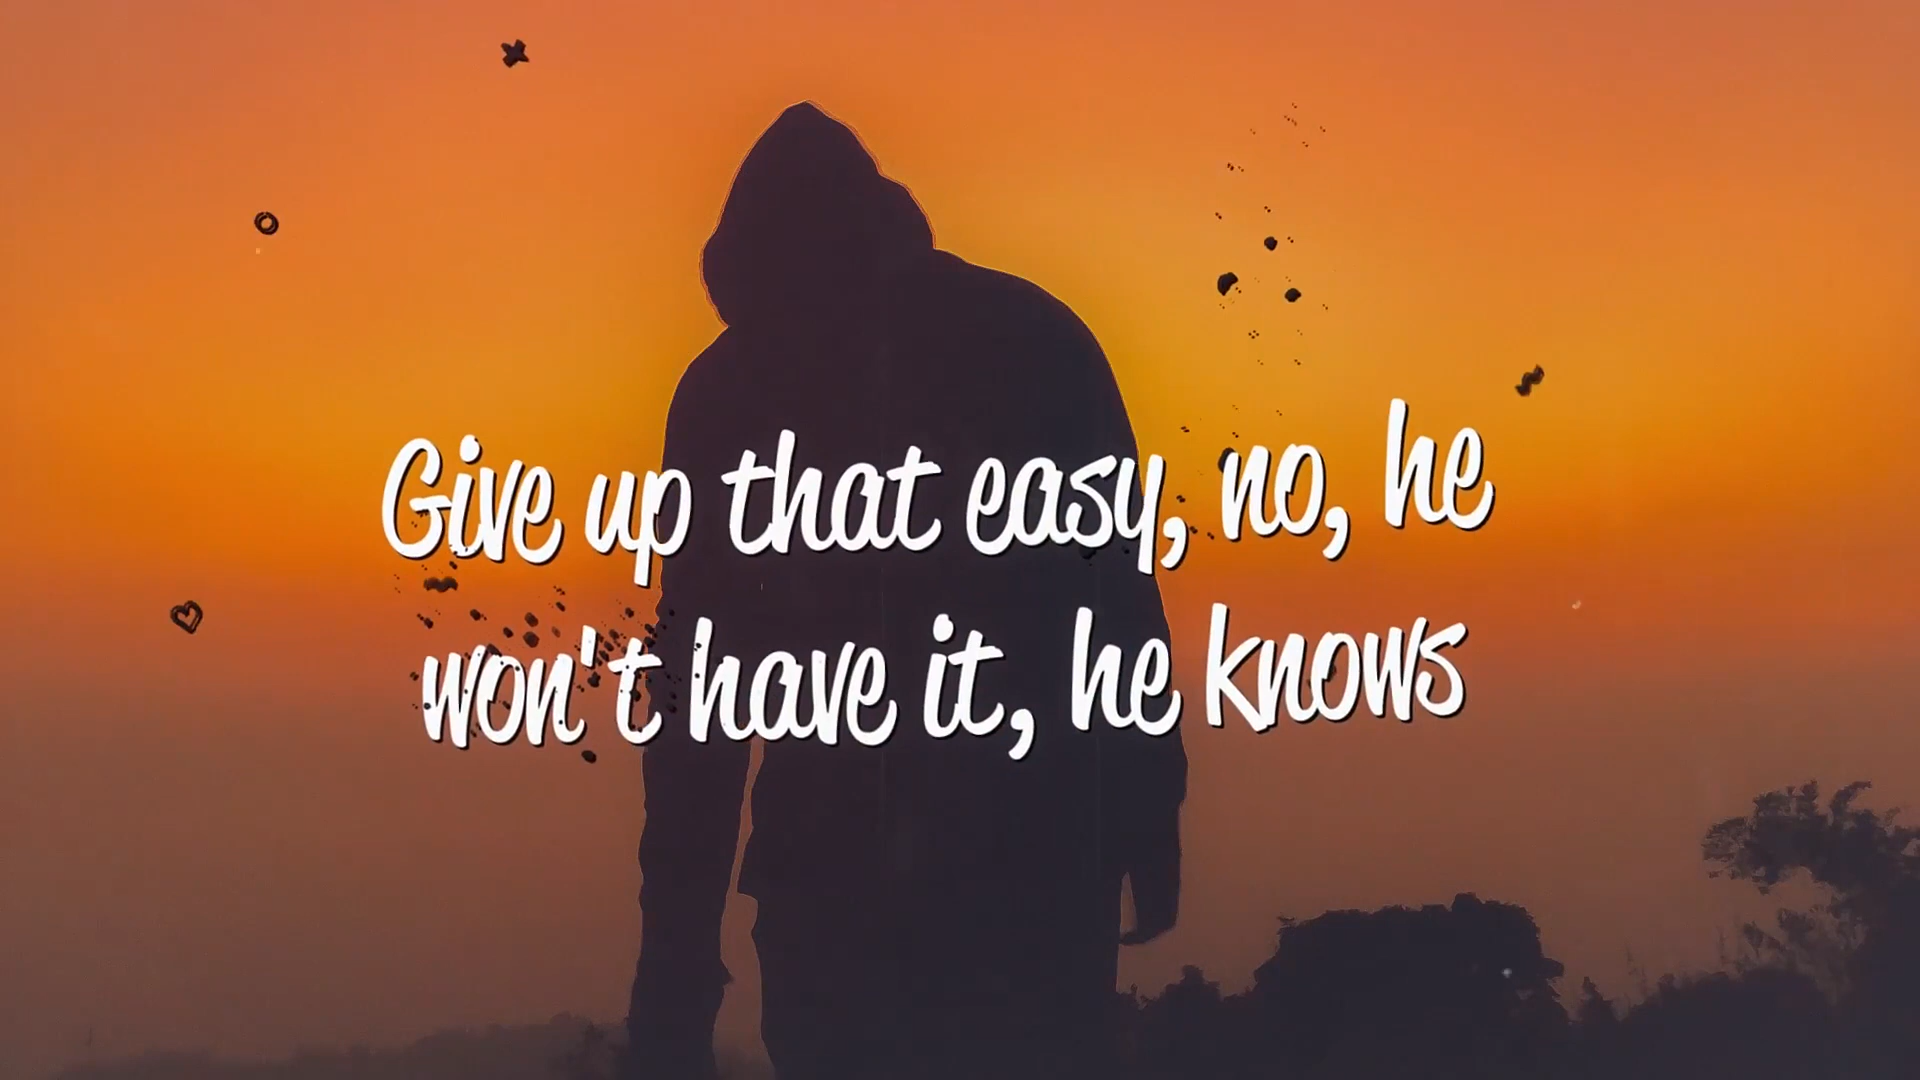 Give up that easy, no, he
won't have it, he knows